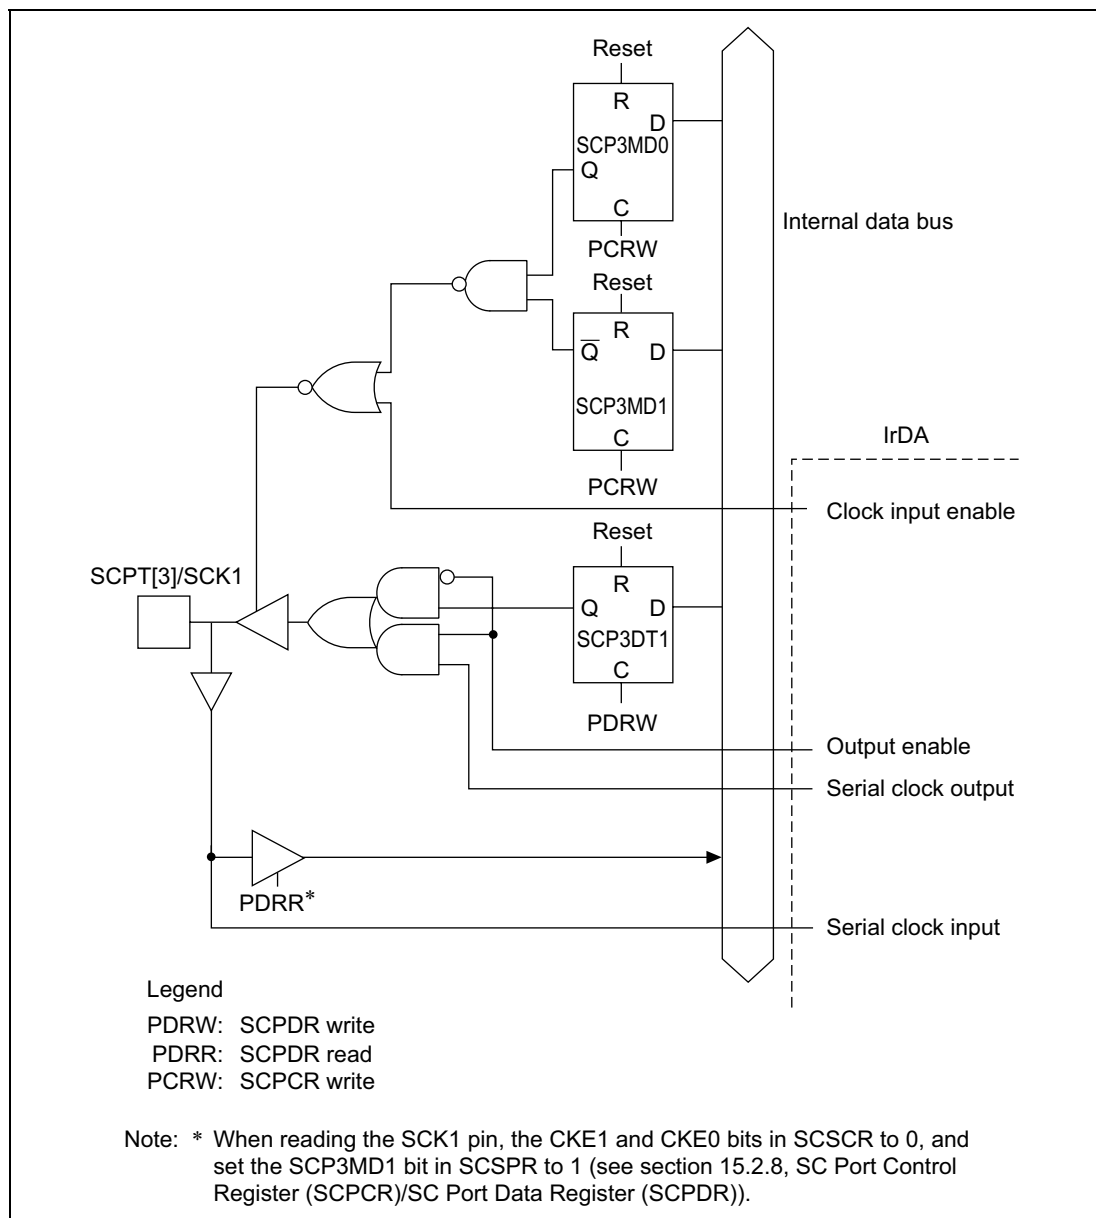 Reset
R
D
SCP3MD0
Q
C
Internal data bus
PCRW
Reset
R
Q̅ D
SCP3MD1
C
IrDA
PCRW
Clock input enable
Reset
SCPT[3]/SCK1
R
Q D
SCP3DT1
C
PDRW
Output enable
Serial clock output
PDRR*
Serial clock input
Legend
PDRW: SCPDR write
PDRR: SCPDR read
PCRW: SCPCR write
Note: * When reading the SCK1 pin, the CKE1 and CKE0 bits in SCSCR to 0, and
set the SCP3MD1 bit in SCSPR to 1 (see section 15.2.8, SC Port Control
Register (SCPCR)/SC Port Data Register (SCPDR)).